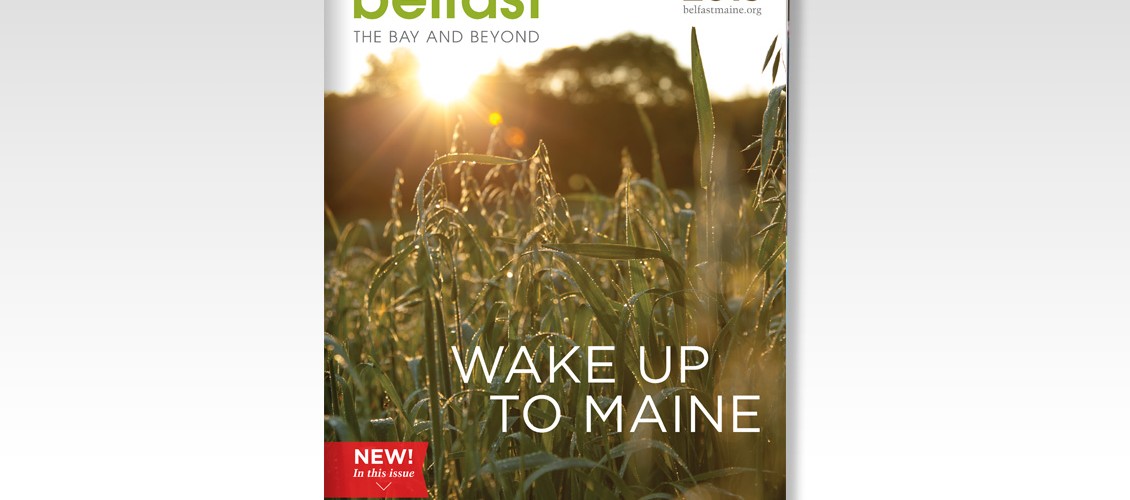 belfast
belfastmaine.org
THE BAY AND BEYOND
WAKE UP
TO MAINE
NEW!
In this issue